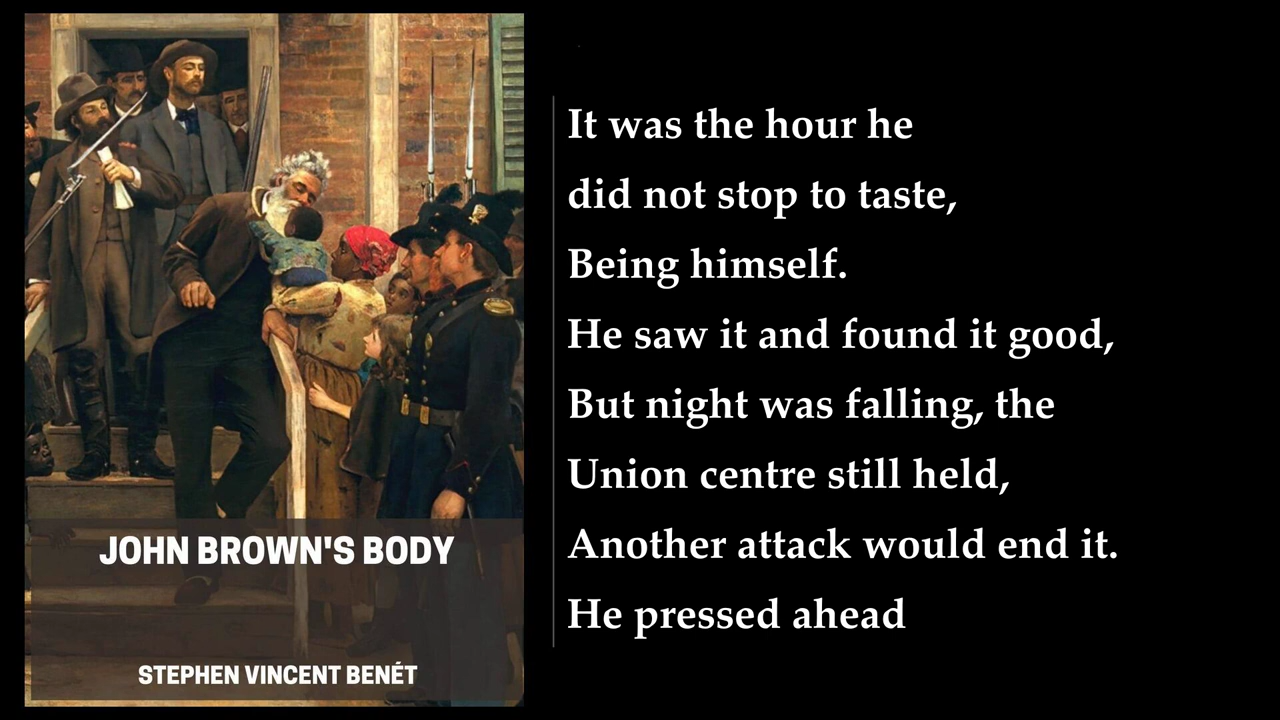 It was the hour he
did not stop to taste,
Being himself.
He saw it and found it good,
But night was falling, the
Union centre still held,
Another attack would end it.
He pressed ahead
JOHN BROWN'S BODY
STEPHEN VINCENT BENÉT